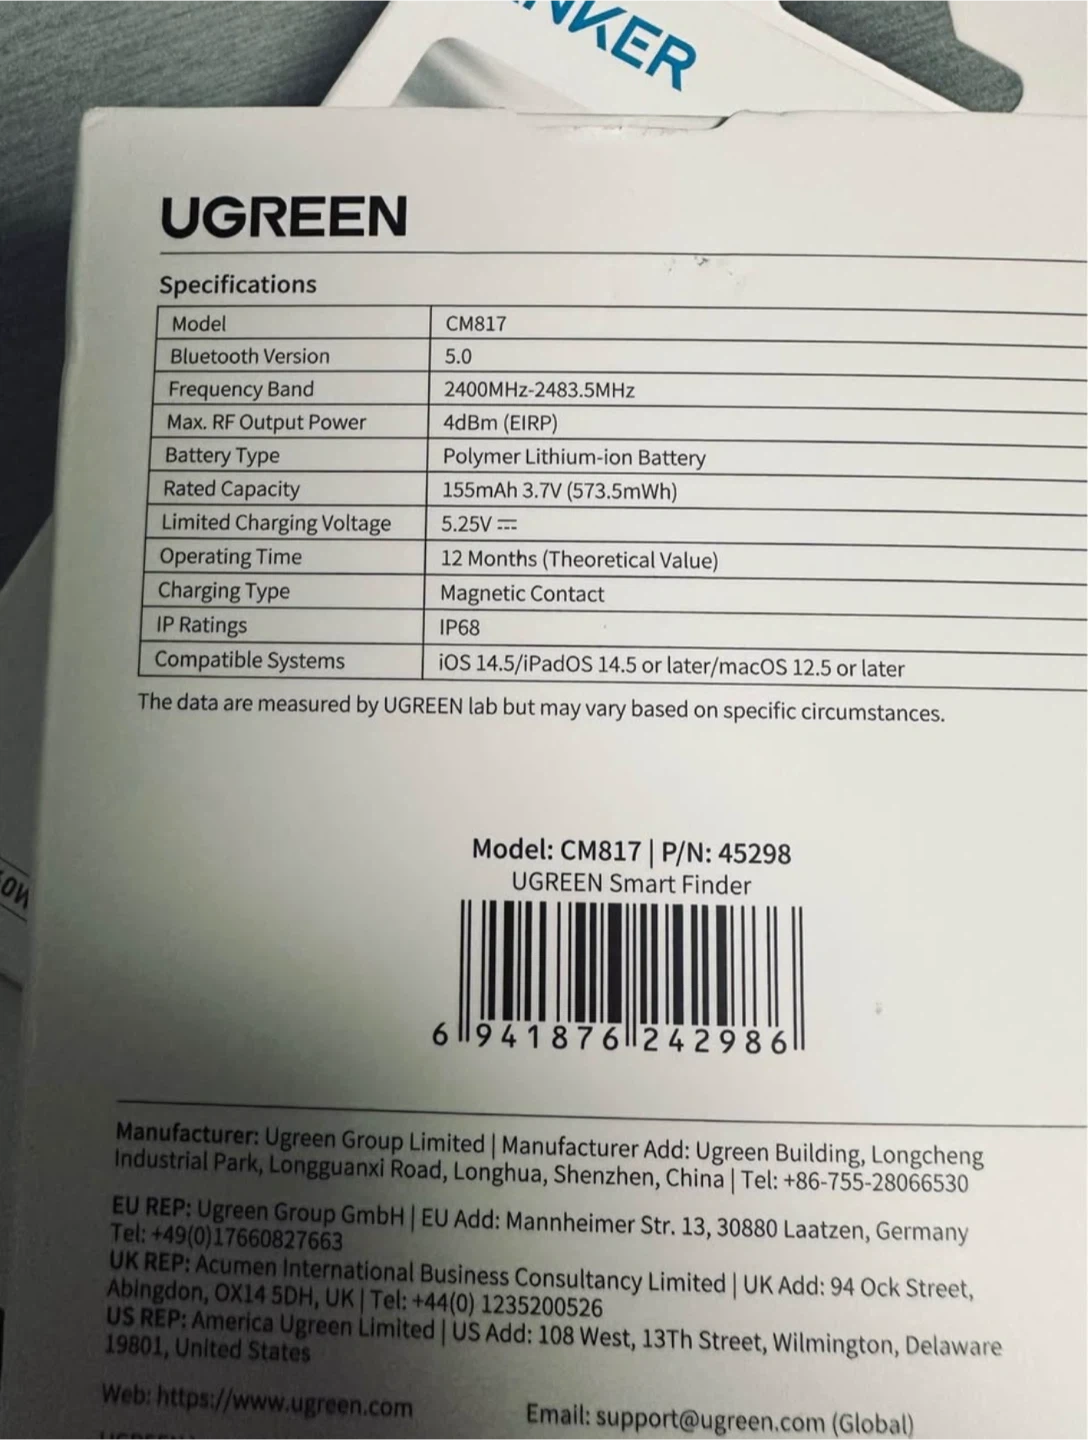 NKER
UGREEN
Specifications
Model CM817
Bluetooth Version 5.0
Frequency Band 2400MHz-2483.5MHz
Max. RF Output Power 4dBm (EIRP)
Battery Type Polymer Lithium-ion Battery
Rated Capacity 155mAh 3.7V (573.5mWh)
Limited Charging Voltage 5.25V ⎓
Operating Time 12 Months (Theoretical Value)
Charging Type Magnetic Contact
IP Ratings IP68
Compatible Systems iOS 14.5/iPadOS 14.5 or later/macOS 12.5 or later
The data are measured by UGREEN lab but may vary based on specific circumstances.
Model: CM817 | P/N: 45298
UGREEN Smart Finder
6 941876 242986
Manufacturer: Ugreen Group Limited | Manufacturer Add: Ugreen Building, Longcheng
Industrial Park, Longguanxi Road, Longhua, Shenzhen, China | Tel: +86-755-28066530
EU REP: Ugreen Group GmbH | EU Add: Mannheimer Str. 13, 30880 Laatzen, Germany
Tel: +49(0)17660827663
UK REP: Acumen International Business Consultancy Limited | UK Add: 94 Ock Street,
Abingdon, OX14 5DH, UK | Tel: +44(0) 1235200526
US REP: America Ugreen Limited | US Add: 108 West, 13Th Street, Wilmington, Delaware
19801, United States
Web: https://www.ugreen.com Email: support@ugreen.com (Global)